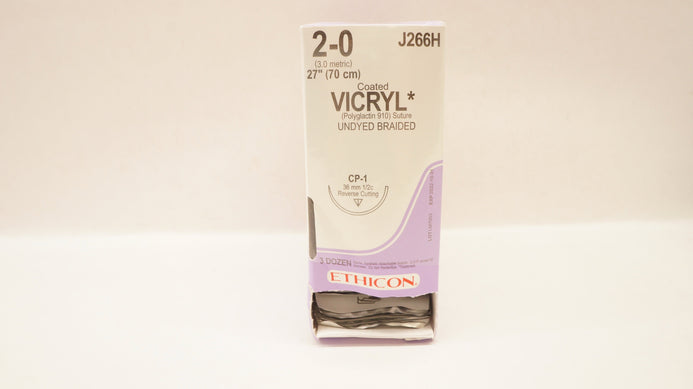 2-0
J266H
(3.0 metric)
27" (70 cm)
Coated
VICRYL*
(Polyglactin 910) Suture
UNDYED BRAIDED
CP-1
36 mm 1/2c
Reverse Cutting
3 DOZEN
ETHICON